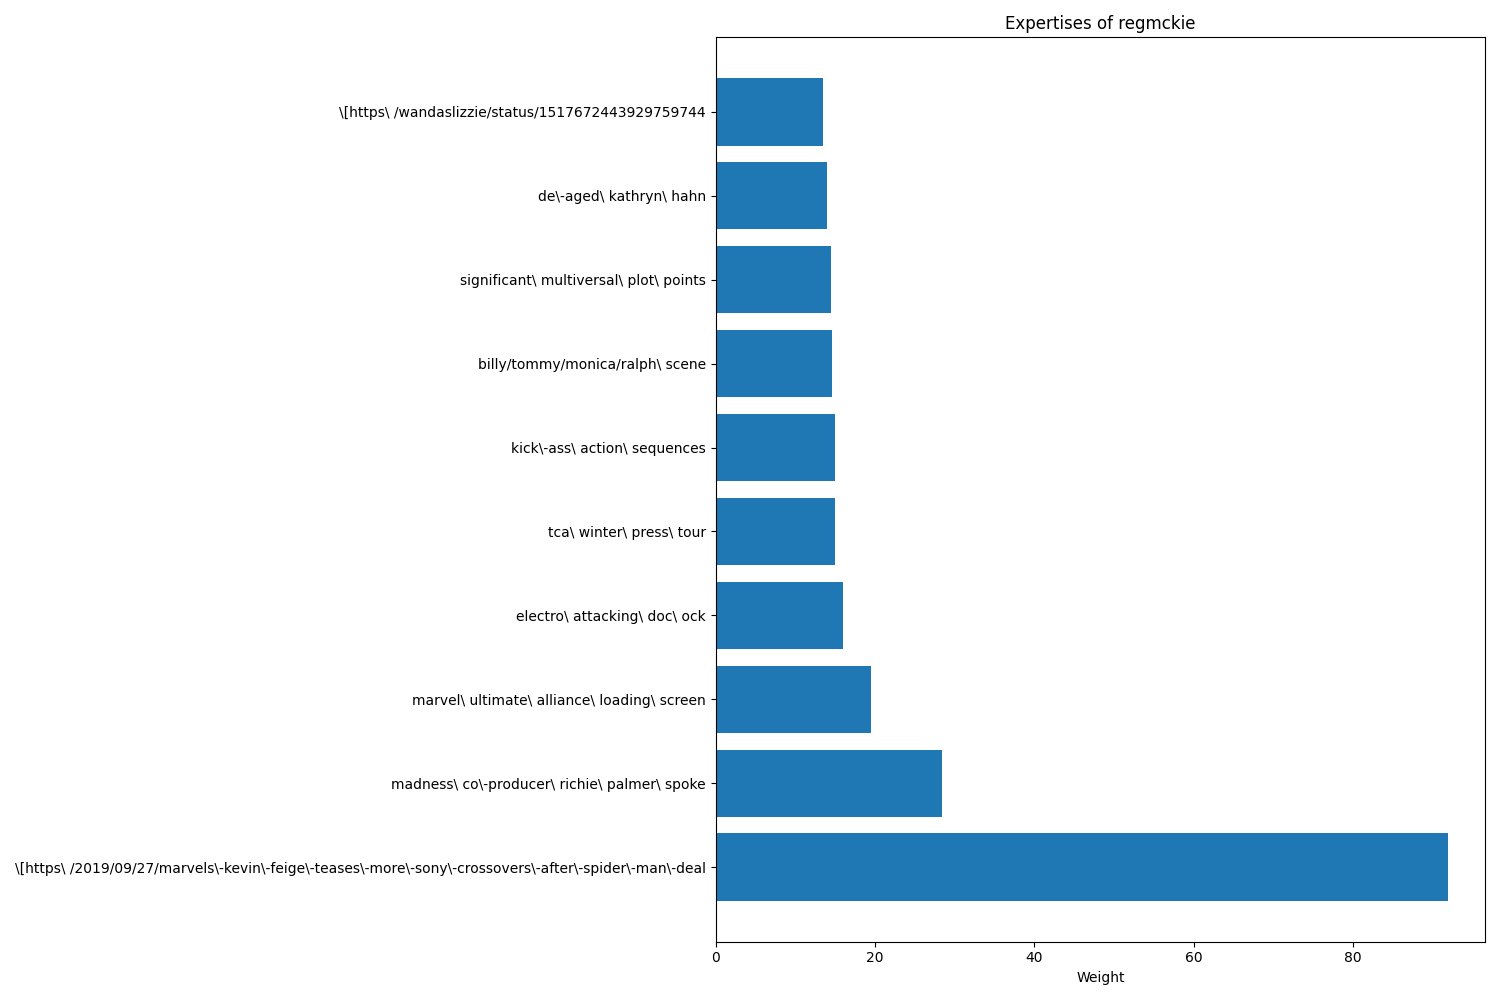 Expertises of regmckie
\[https\ /wandaslizzie/status/1517672443929759744
de\-aged\ kathryn\ hahn
significant\ multiversal\ plot\ points
billy/tommy/monica/ralph\ scene
kick\-ass\ action\ sequences
tca\ winter\ press\ tour
electro\ attacking\ doc\ ock
marvel\ ultimate\ alliance\ loading\ screen
madness\ co\-producer\ richie\ palmer\ spoke
\[https\ /2019/09/27/marvels\-kevin\-feige\-teases\-more\-sony\-crossovers\-after\-spider\-man\-deal
0 20 40 60 80
Weight